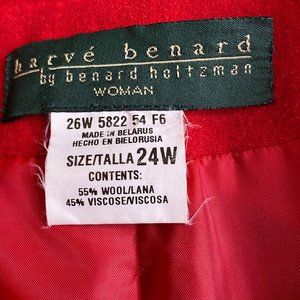 harvé benard
by benard holtzman
WOMAN
26W 5822 54 F6
MADE IN BELARUS
HECHO EN BIELORUSIA
SIZE/TALLA 24W
CONTENTS:
55% WOOL/LANA
45% VISCOSE/VISCOSA